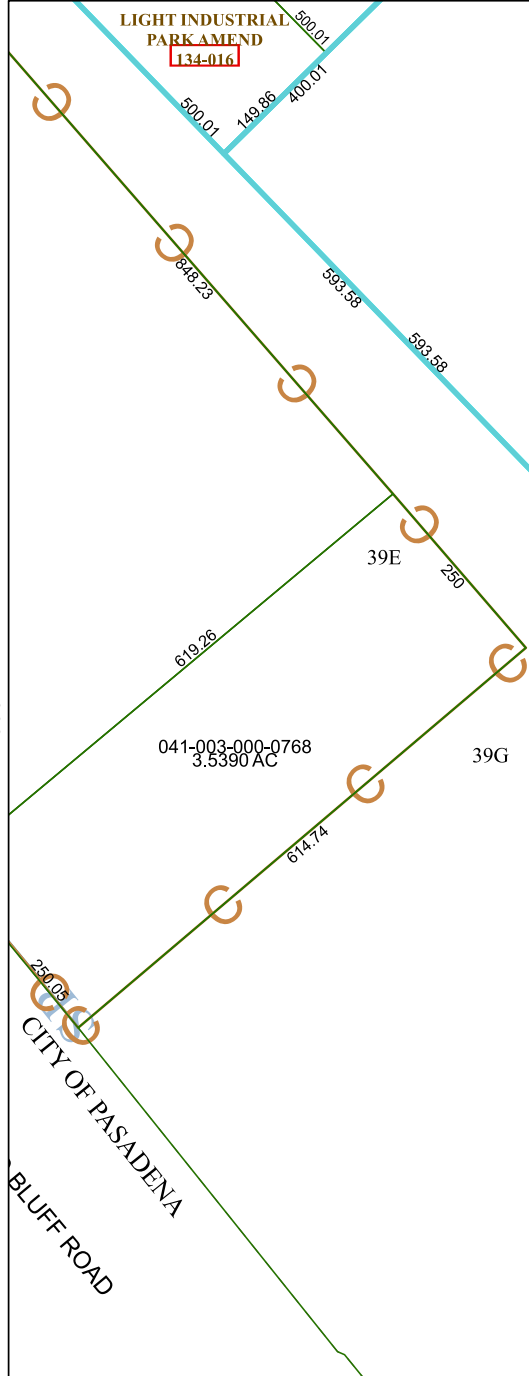 LIGHT INDUSTRIAL
PARK AMEND
134-016
500.01
500.01
149.86
400.01
848.23
593.58
593.58
39E
250
619.26
041-003-000-0768
3.5390 AC
39G
614.74
250.05
CITY OF PASADENA
BLUFF ROAD